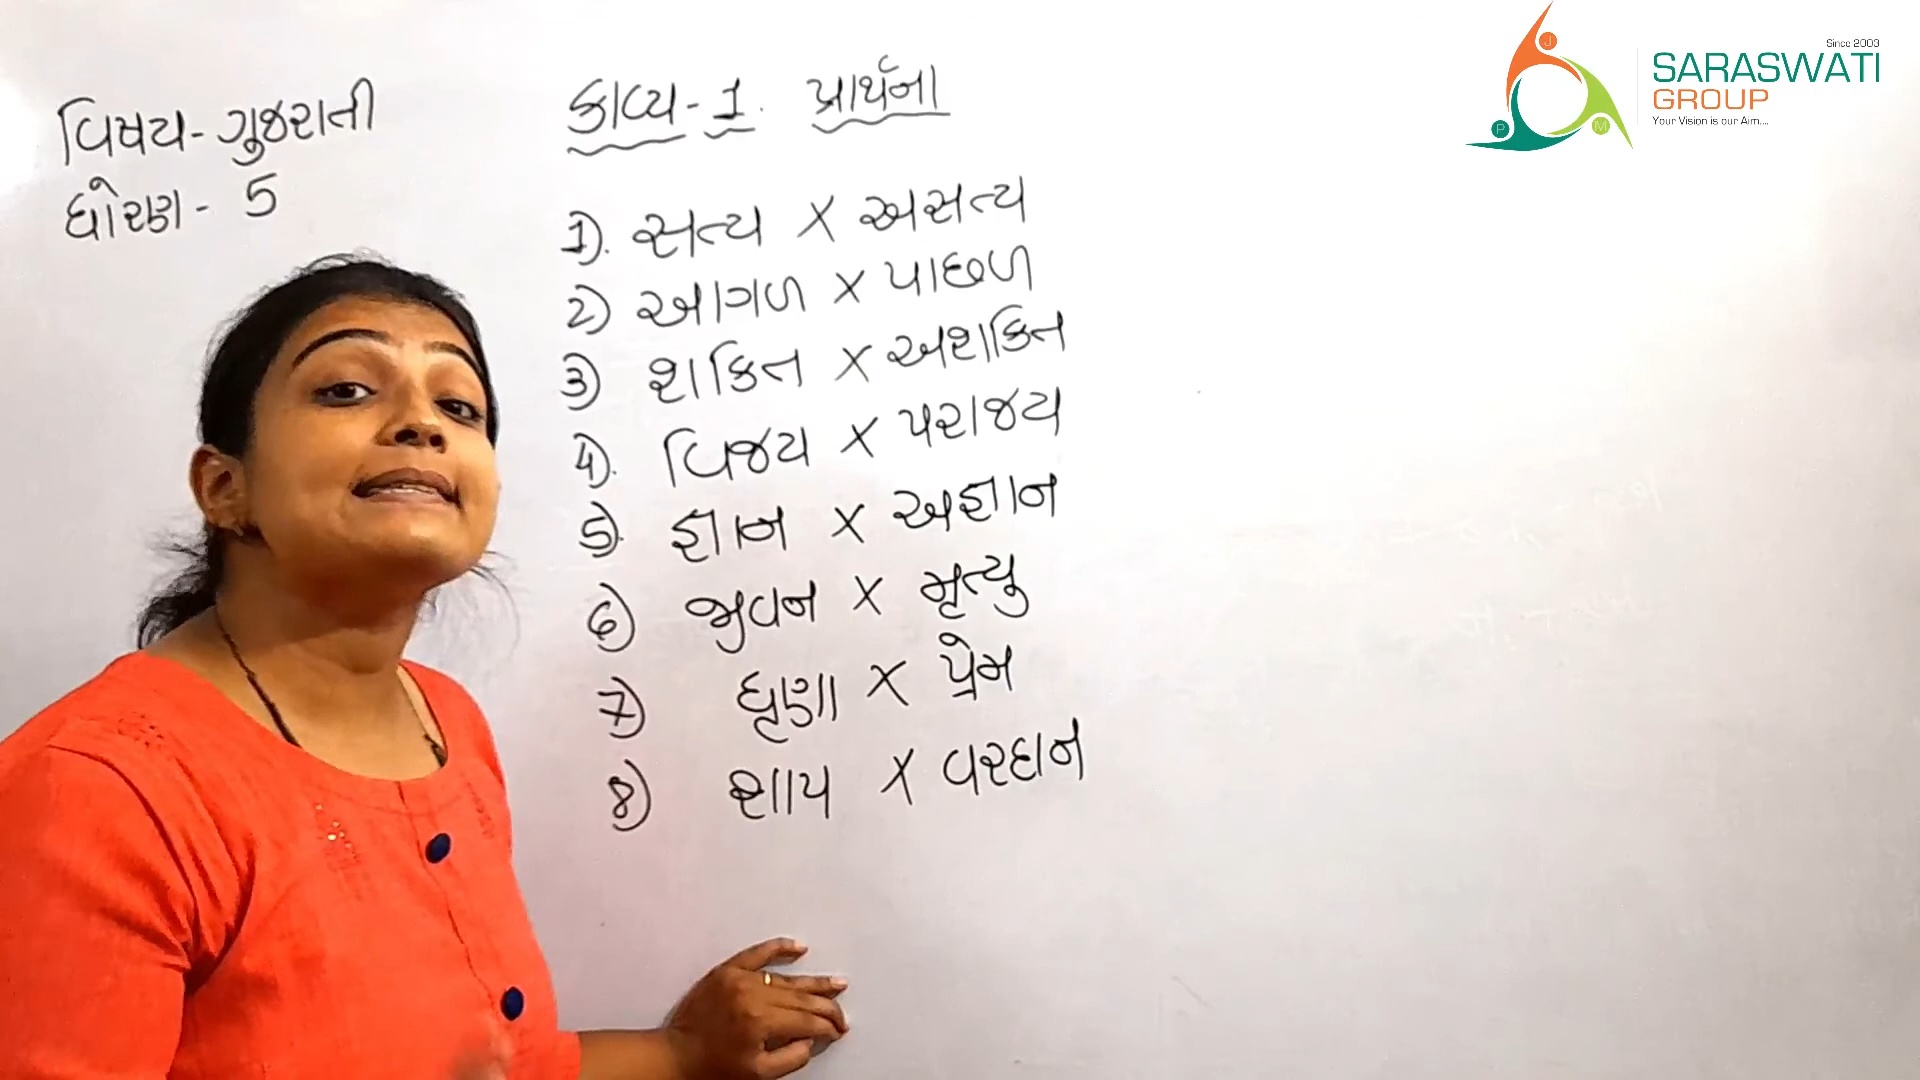 વિષય - ગુજરાતી
ધોરણ - 5
કાવ્ય - 1. પ્રાર્થના
1). સત્ય X અસત્ય
2) આગળ X પાછળ
3) શકિત X અશકિત
4). વિજય X પરાજય
5). જ્ઞાન X અજ્ઞાન
6) જીવન X મૃત્યુ
7) ઘૃણા X પ્રેમ
8) શાપ X વરદાન
Since 2003
SARASWATI
GROUP
Your Vision is our Aim....
J
P
M